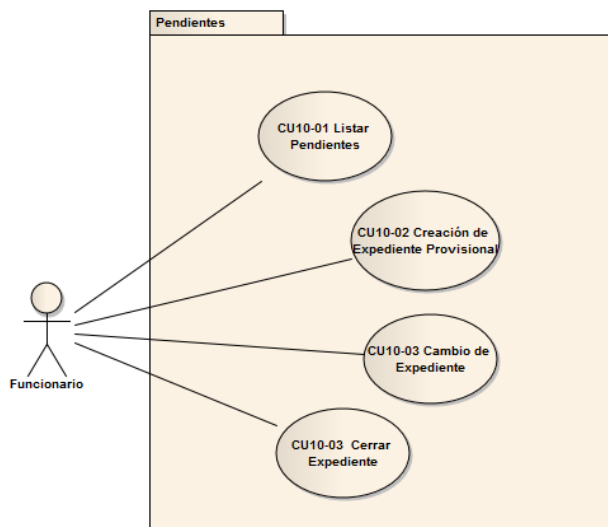 Pendientes
CU10-01 Listar
Pendientes
CU10-02 Creación de
Expediente Provisional
CU10-03 Cambio de
Expediente
Funcionario
CU10-03 Cerrar
Expediente